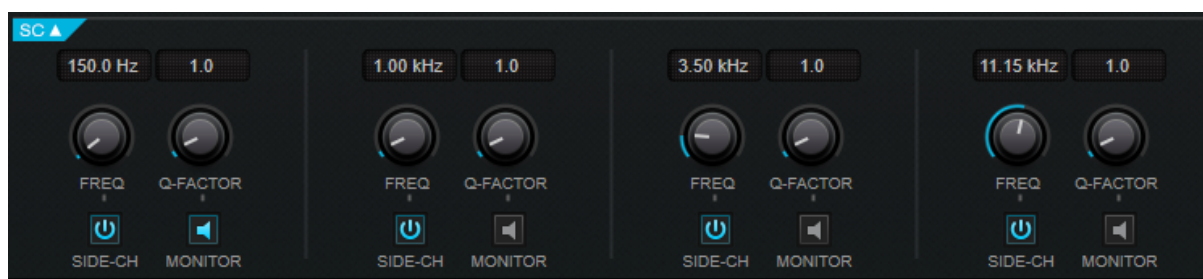 SC
150.0 Hz 1.0 1.00 kHz 1.0 3.50 kHz 1.0 11.15 kHz 1.0
FREQ Q-FACTOR FREQ Q-FACTOR FREQ Q-FACTOR FREQ Q-FACTOR
SIDE-CH MONITOR SIDE-CH MONITOR SIDE-CH MONITOR SIDE-CH MONITOR